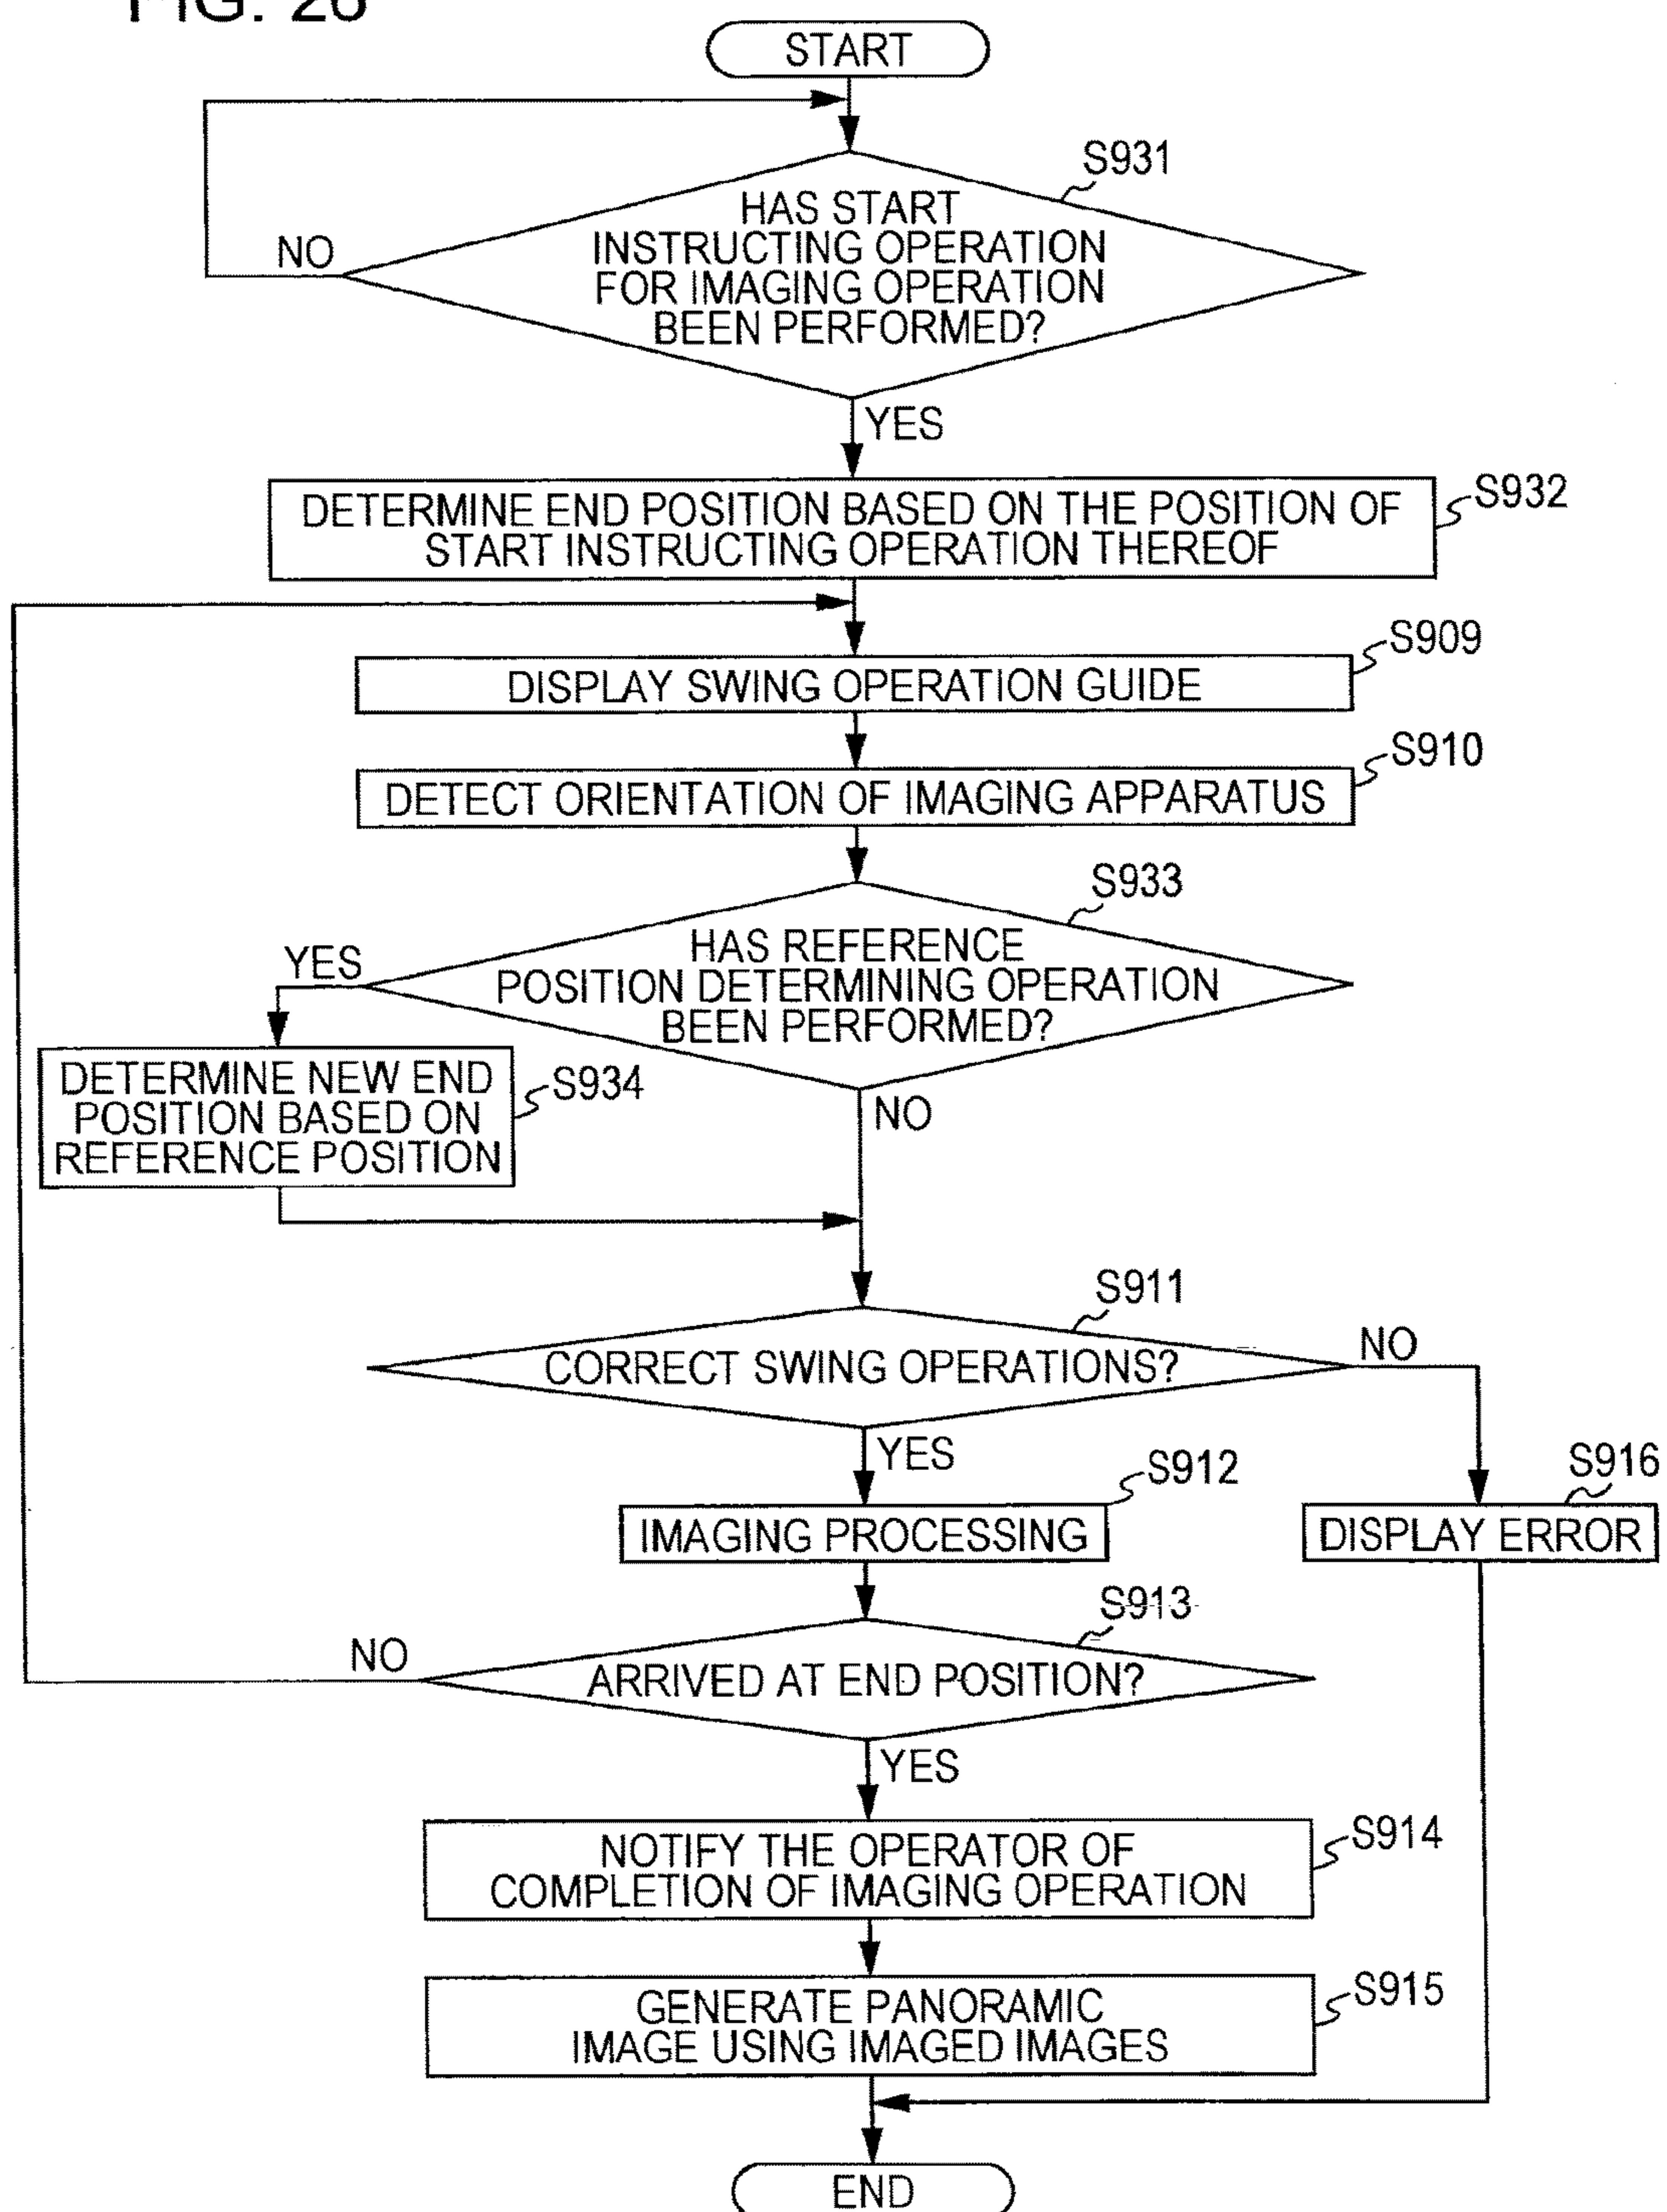 FIG. 26
START
S931
HAS START
INSTRUCTING OPERATION
FOR IMAGING OPERATION
BEEN PERFORMED?
NO
YES
S932
DETERMINE END POSITION BASED ON THE POSITION OF
START INSTRUCTING OPERATION THEREOF
S909
DISPLAY SWING OPERATION GUIDE
S910
DETECT ORIENTATION OF IMAGING APPARATUS
S933
HAS REFERENCE
POSITION DETERMINING OPERATION
BEEN PERFORMED?
YES
NO
DETERMINE NEW END
POSITION BASED ON
REFERENCE POSITION
S934
S911
CORRECT SWING OPERATIONS?
NO
YES
S912
IMAGING PROCESSING
S916
DISPLAY ERROR
S913
ARRIVED AT END POSITION?
NO
YES
S914
NOTIFY THE OPERATOR OF
COMPLETION OF IMAGING OPERATION
S915
GENERATE PANORAMIC
IMAGE USING IMAGED IMAGES
END